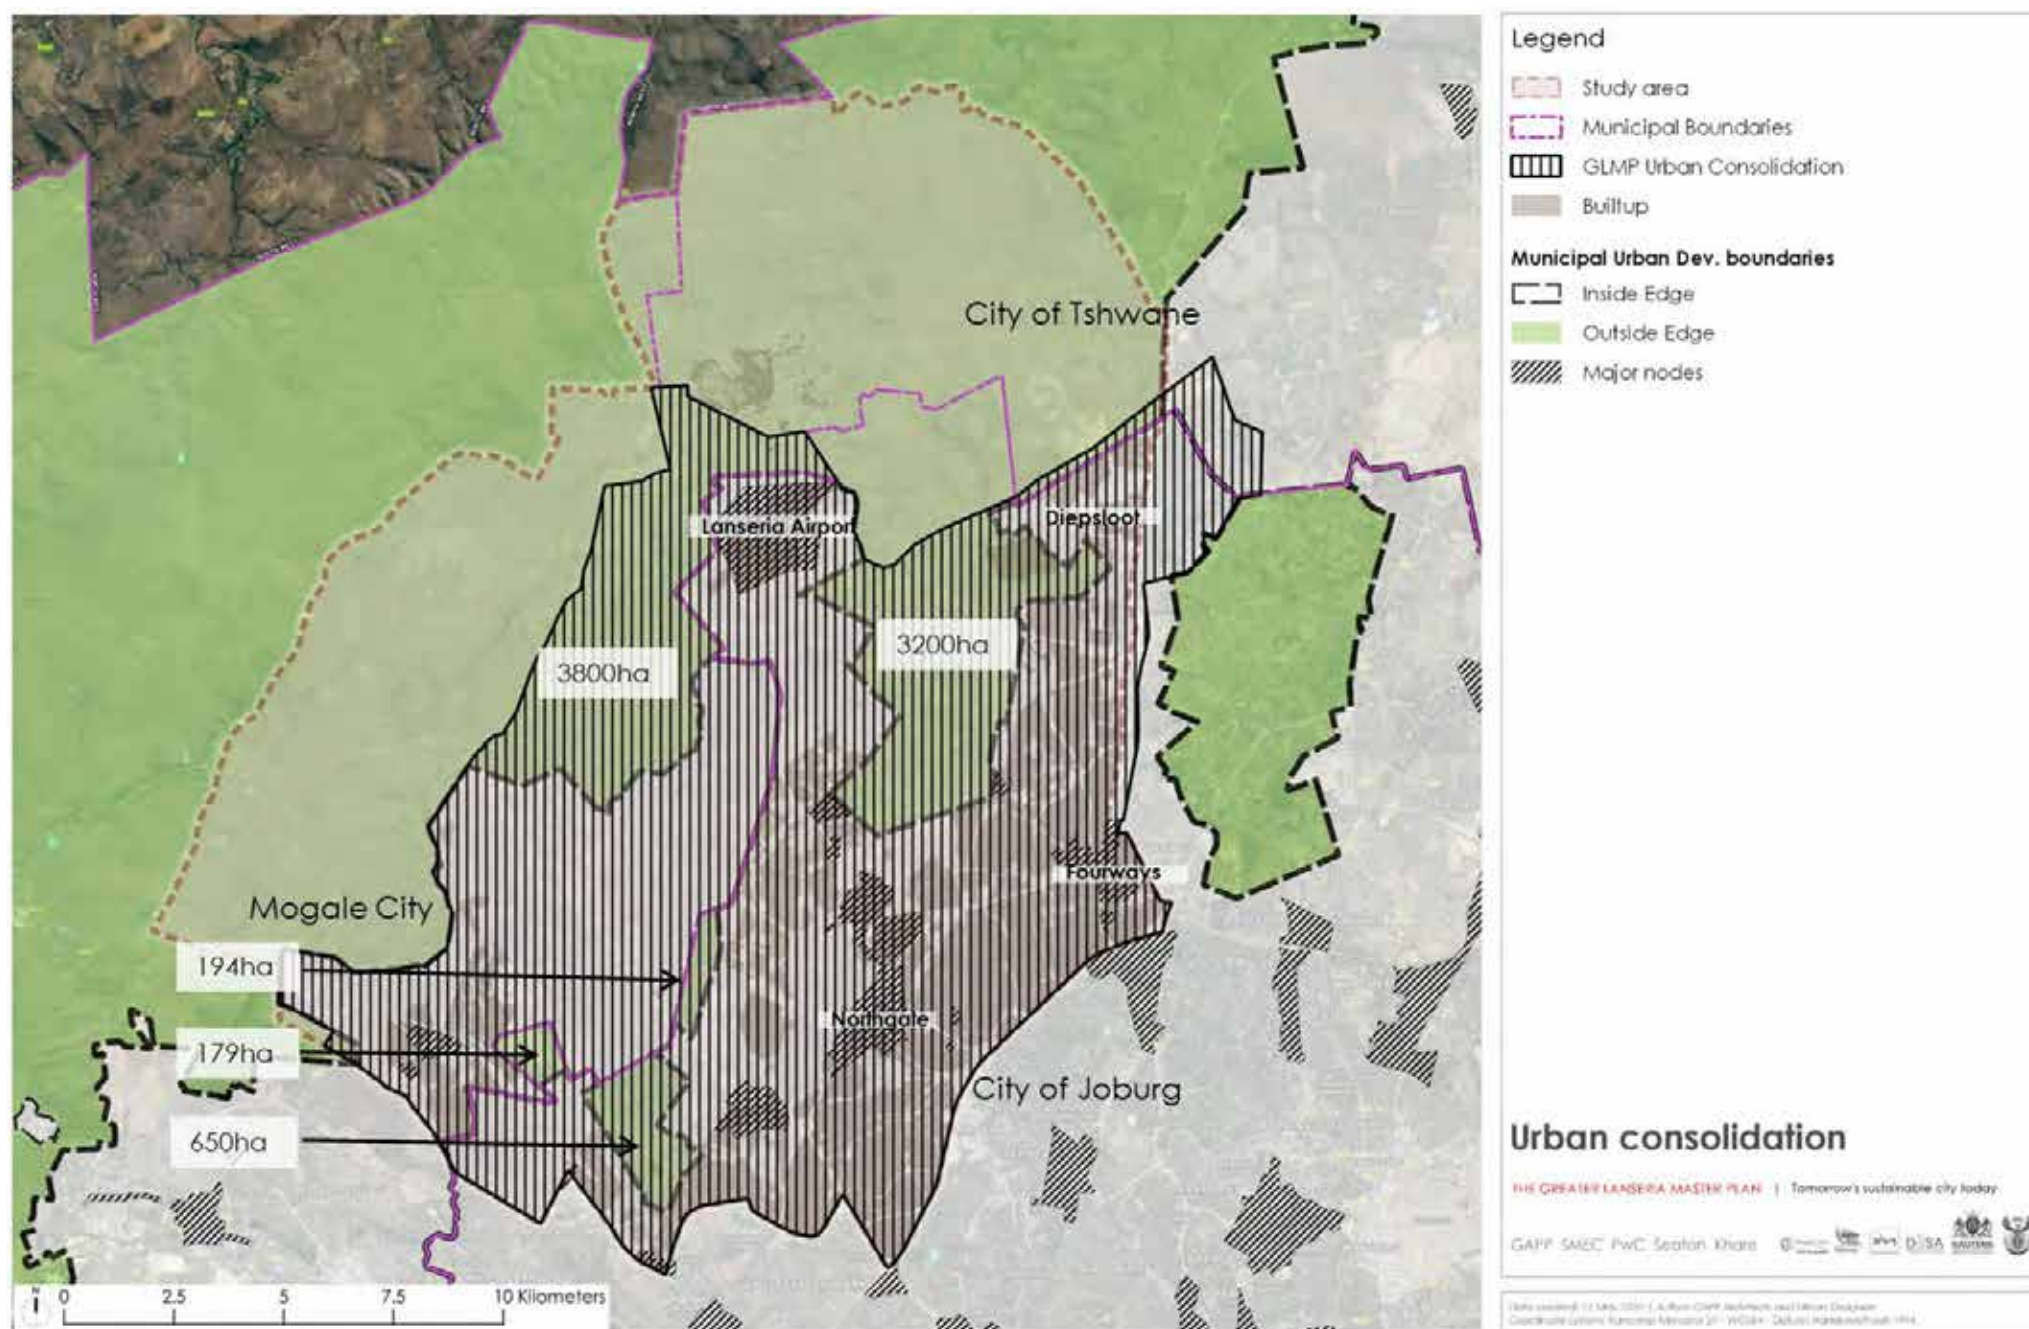 Legend
Study area
Municipal Boundaries
GLMP Urban Consolidation
Builtup
Municipal Urban Dev. boundaries
Inside Edge
Outside Edge
Major nodes
City of Tshwane
Lanseria Airport
Diepsloot
3800ha
3200ha
Fourways
Mogale City
194ha
Northgate
179ha
City of Joburg
650ha
N
0 2.5 5 7.5 10 Kilometers
Urban consolidation
THE GREATER LANSERIA MASTER PLAN | Tomorrow's sustainable city today
GAPP SMEC PwC Seaton Khare